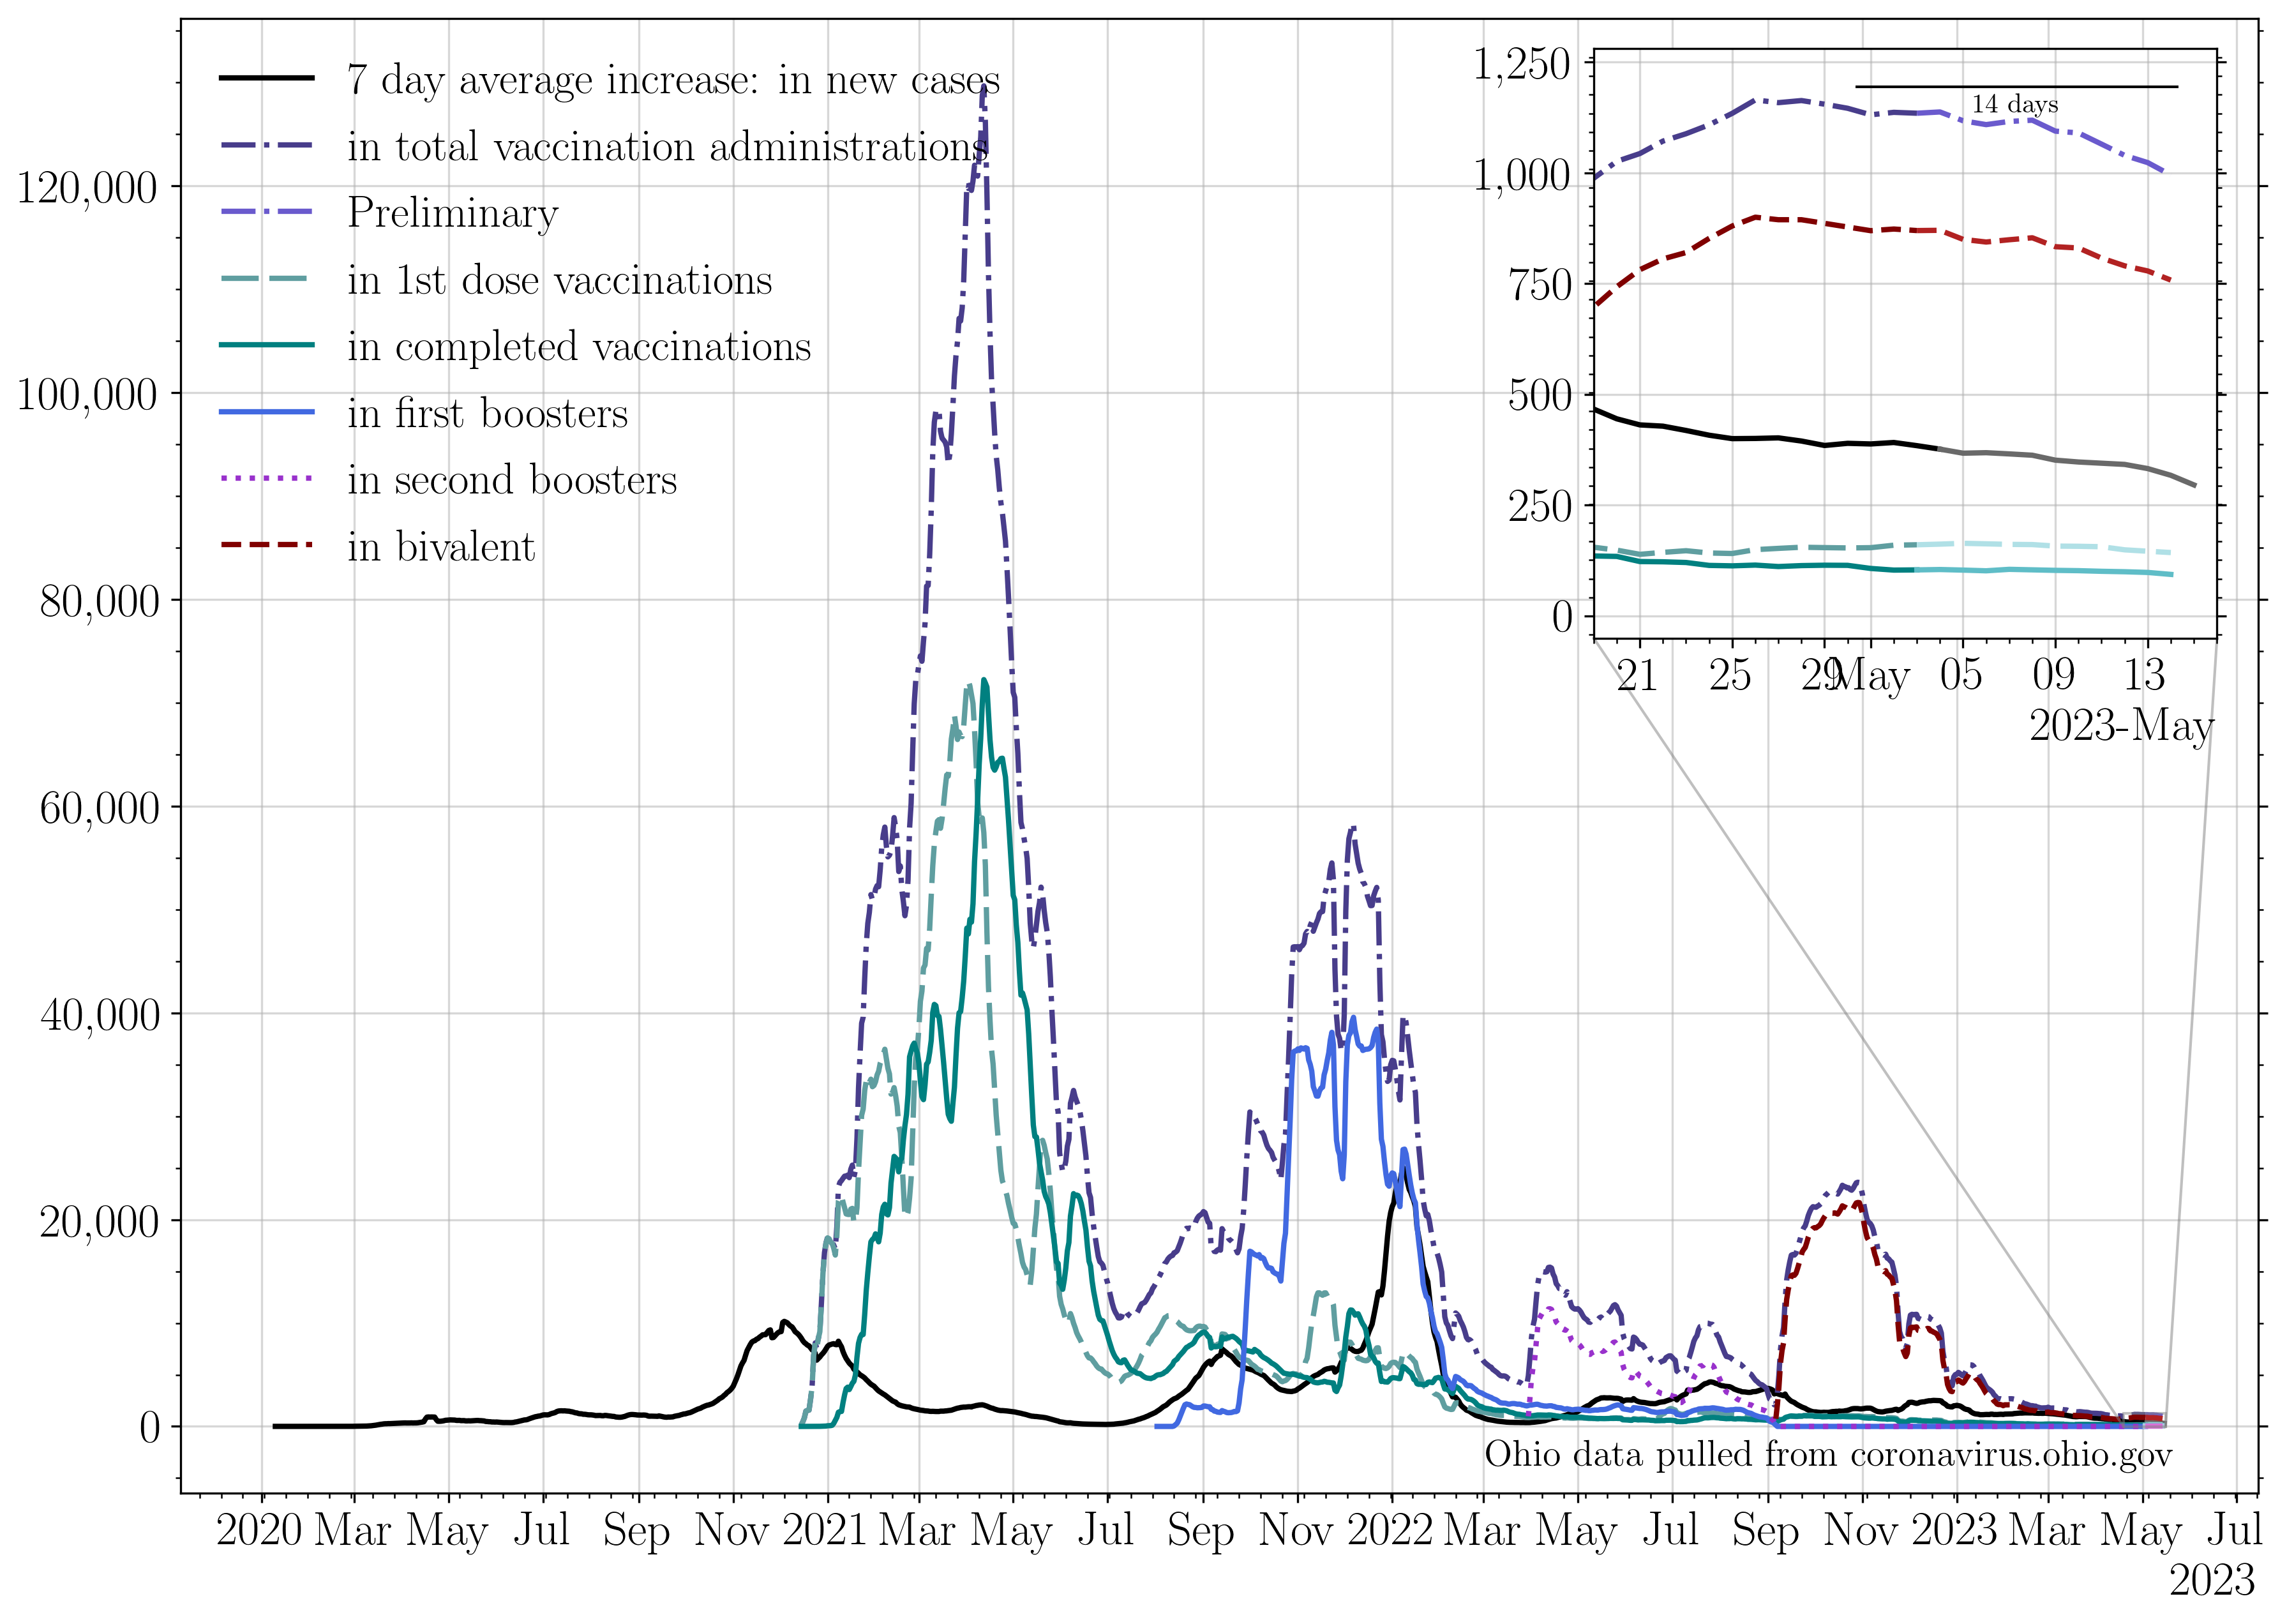 7 day average increase: in new cases
in total vaccination administrations
Preliminary
in 1st dose vaccinations
in completed vaccinations
in first boosters
in second boosters
in bivalent
120,000
100,000
80,000
60,000
40,000
20,000
0
1,250
1,000
750
500
250
0
14 days
21 25 29 May 05 09 13
2023-May
Ohio data pulled from coronavirus.ohio.gov
2020 Mar May Jul Sep Nov 2021 Mar May Jul Sep Nov 2022 Mar May Jul Sep Nov 2023 Mar May Jul
2023